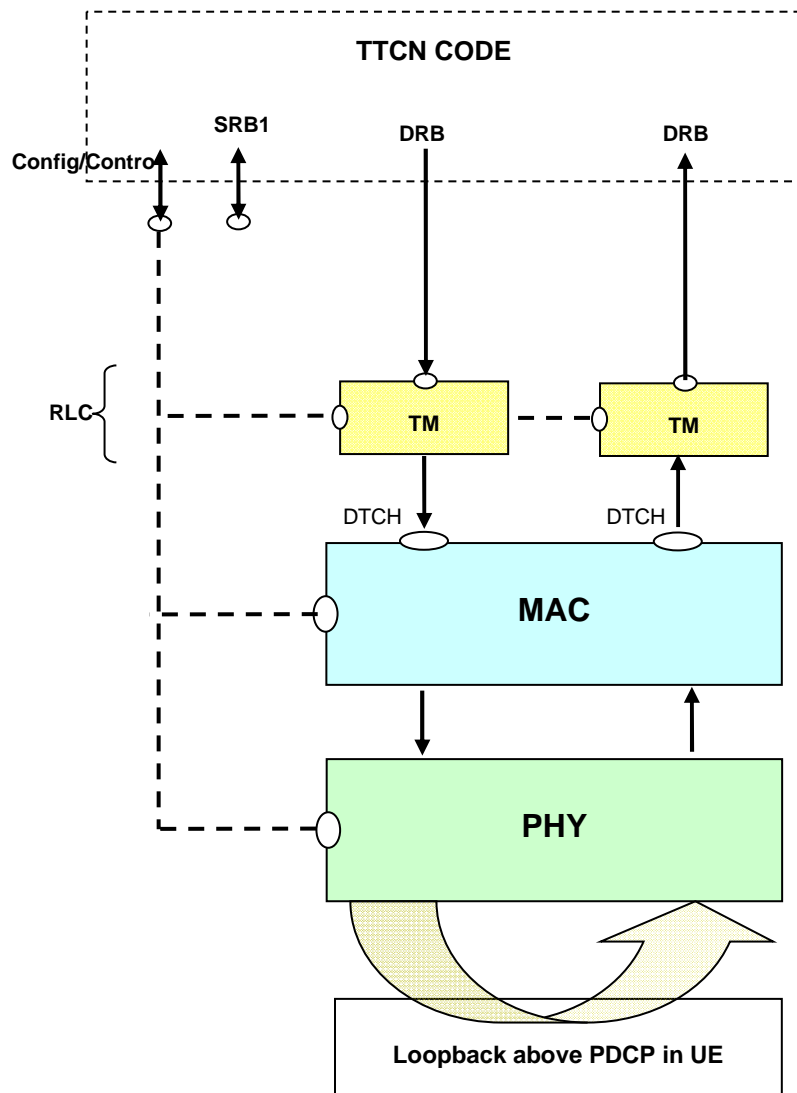 TTCN CODE
SRB1
DRB
DRB
Config/Contro
RLC
TM
TM
DTCH
DTCH
MAC
PHY
Loopback above PDCP in UE